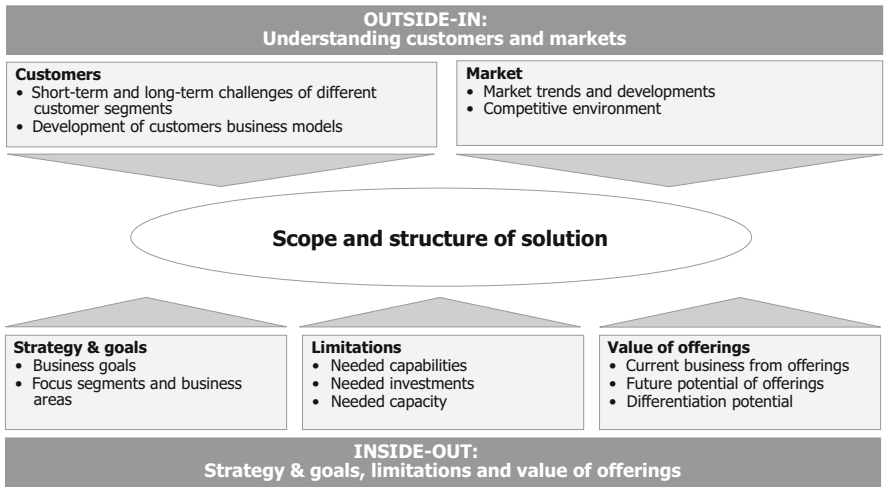 OUTSIDE-IN:
Understanding customers and markets
Customers
• Short-term and long-term challenges of different
customer segments
• Development of customers business models
Market
• Market trends and developments
• Competitive environment
Scope and structure of solution
Strategy & goals
• Business goals
• Focus segments and business
areas
Limitations
• Needed capabilities
• Needed investments
• Needed capacity
Value of offerings
• Current business from offerings
• Future potential of offerings
• Differentiation potential
INSIDE-OUT:
Strategy & goals, limitations and value of offerings